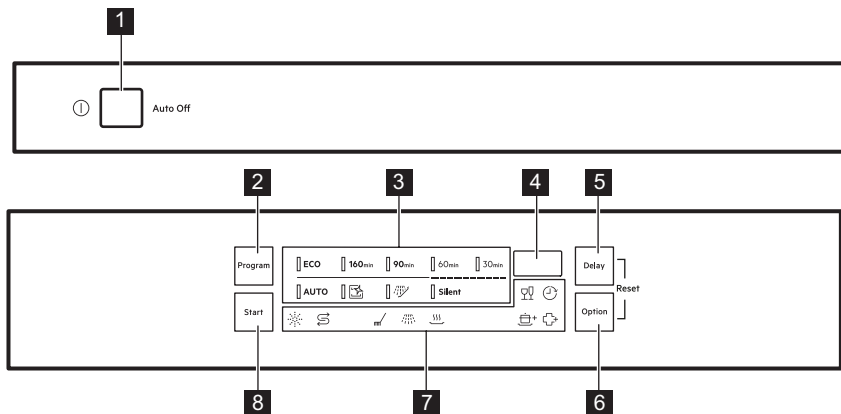 1
Auto Off
2
3
4
5
Program
ECO 160min 90min 60min 30min
Delay
AUTO Silent
Reset
Start
Option
8
7
6